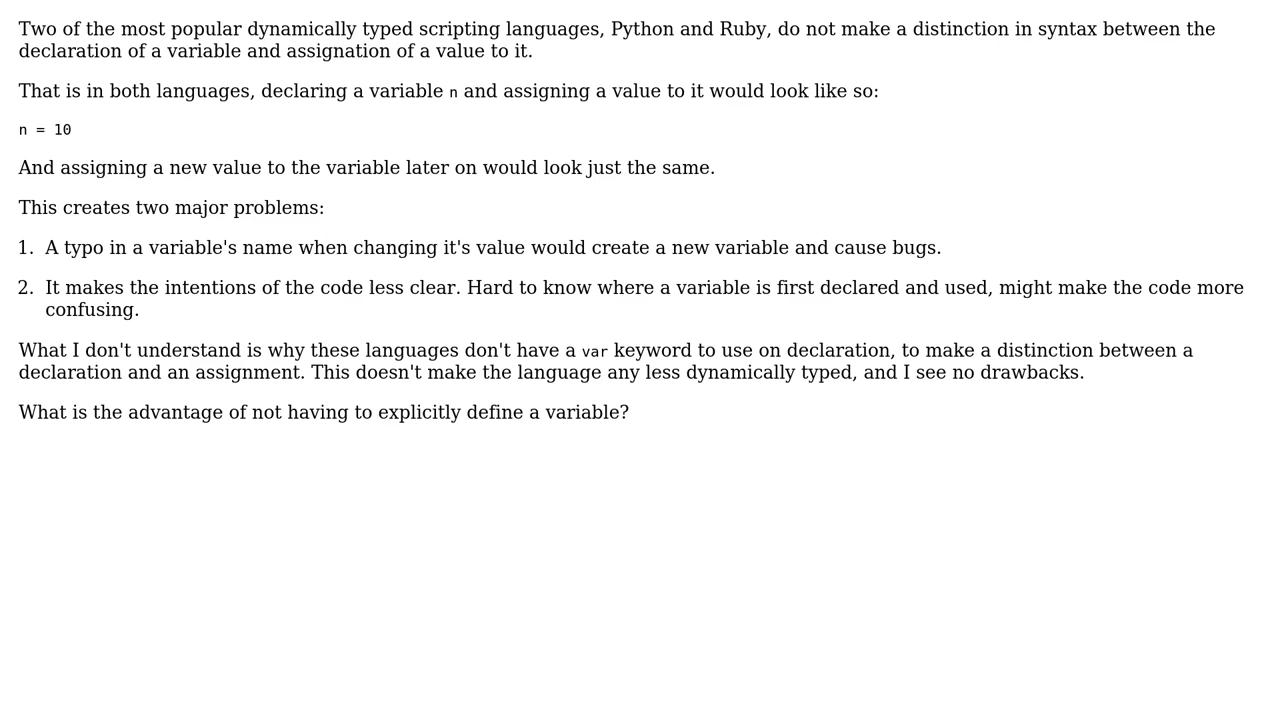 Two of the most popular dynamically typed scripting languages, Python and Ruby, do not make a distinction in syntax between the
declaration of a variable and assignation of a value to it.
That is in both languages, declaring a variable n and assigning a value to it would look like so:
n = 10
And assigning a new value to the variable later on would look just the same.
This creates two major problems:
1. A typo in a variable's name when changing it's value would create a new variable and cause bugs.
2. It makes the intentions of the code less clear. Hard to know where a variable is first declared and used, might make the code more
confusing.
What I don't understand is why these languages don't have a var keyword to use on declaration, to make a distinction between a
declaration and an assignment. This doesn't make the language any less dynamically typed, and I see no drawbacks.
What is the advantage of not having to explicitly define a variable?